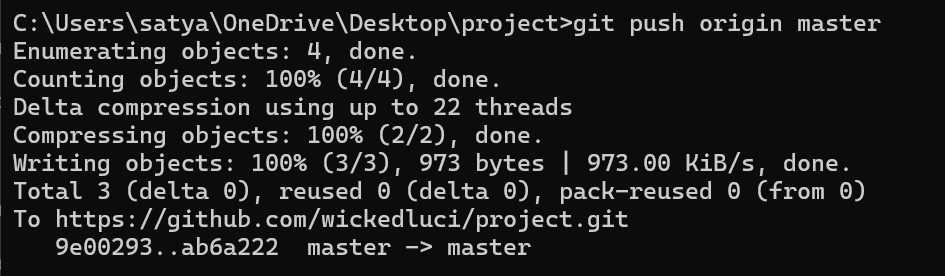 C:\Users\satya\OneDrive\Desktop\project>git push origin master
Enumerating objects: 4, done.
Counting objects: 100% (4/4), done.
Delta compression using up to 22 threads
Compressing objects: 100% (2/2), done.
Writing objects: 100% (3/3), 973 bytes | 973.00 KiB/s, done.
Total 3 (delta 0), reused 0 (delta 0), pack-reused 0 (from 0)
To https://github.com/wickedluci/project.git
   9e00293..ab6a222  master -> master